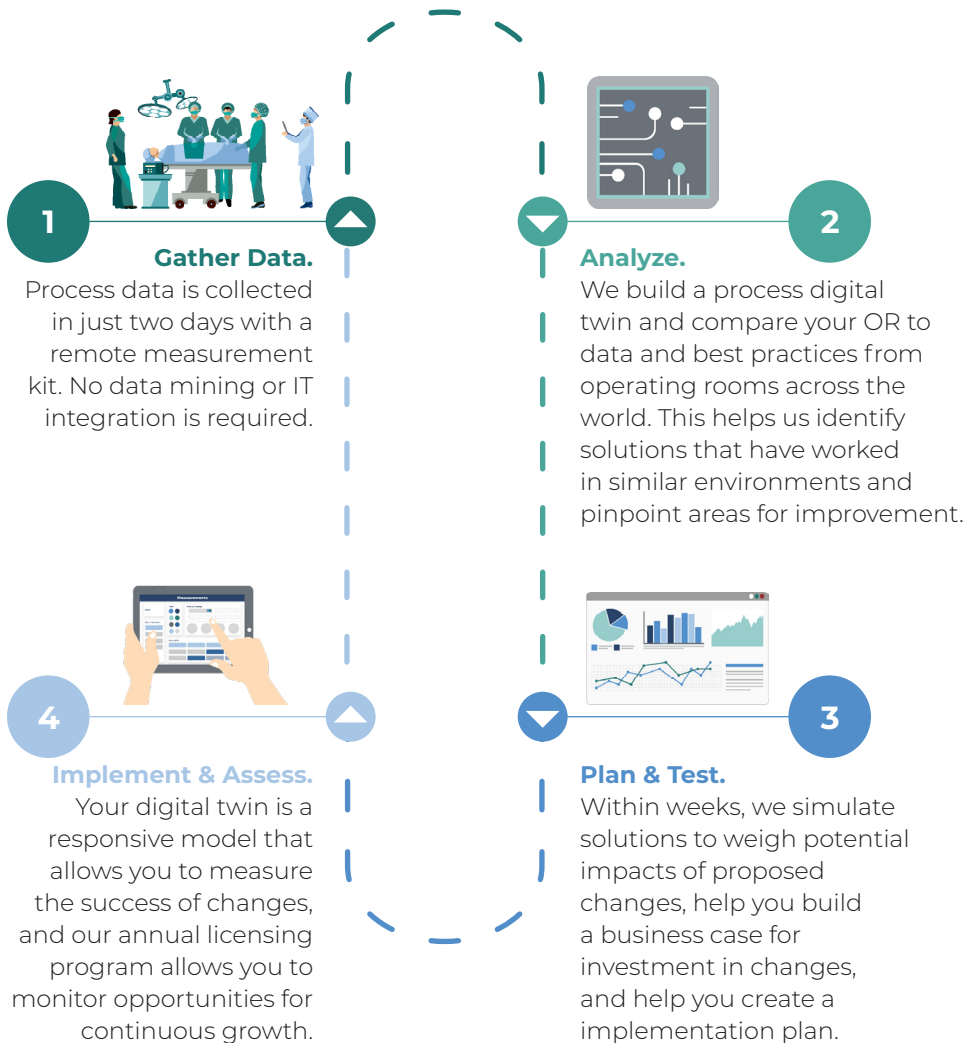 1
Gather Data.
Process data is collected
in just two days with a
remote measurement
kit. No data mining or IT
integration is required.
2
Analyze.
We build a process digital
twin and compare your OR to
data and best practices from
operating rooms across the
world. This helps us identify
solutions that have worked
in similar environments and
pinpoint areas for improvement.
3
Plan & Test.
Within weeks, we simulate
solutions to weigh potential
impacts of proposed
changes, help you build
a business case for
investment in changes,
and help you create a
implementation plan.
Measurements
4
Implement & Assess.
Your digital twin is a
responsive model that
allows you to measure
the success of changes,
and our annual licensing
program allows you to
monitor opportunities for
continuous growth.